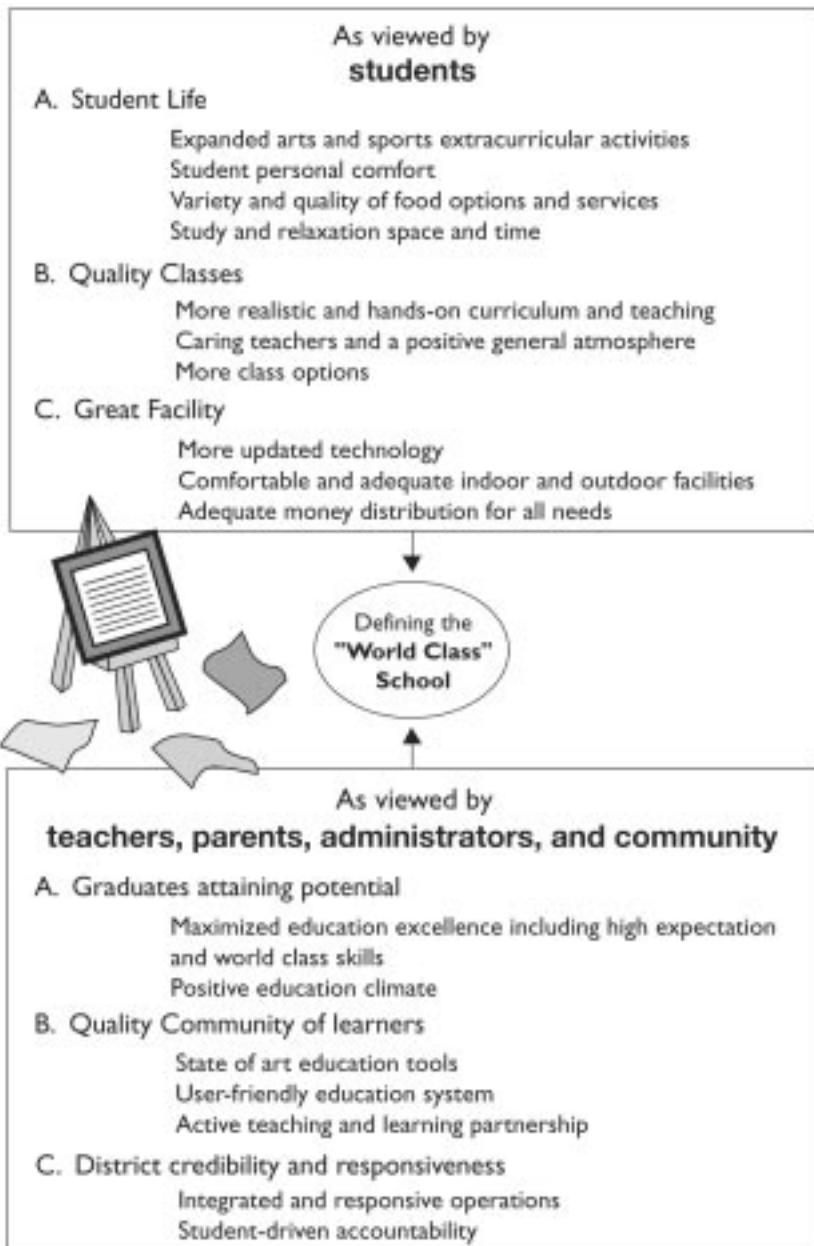 As viewed by
students
A. Student Life
Expanded arts and sports extracurricular activities
Student personal comfort
Variety and quality of food options and services
Study and relaxation space and time
B. Quality Classes
More realistic and hands-on curriculum and teaching
Caring teachers and a positive general atmosphere
More class options
C. Great Facility
More updated technology
Comfortable and adequate indoor and outdoor facilities
Adequate money distribution for all needs
Defining the
"World Class"
School
As viewed by
teachers, parents, administrators, and community
A. Graduates attaining potential
Maximized education excellence including high expectation
and world class skills
Positive education climate
B. Quality Community of learners
State of art education tools
User-friendly education system
Active teaching and learning partnership
C. District credibility and responsiveness
Integrated and responsive operations
Student-driven accountability